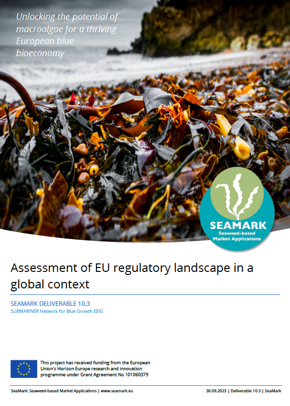 Unlocking the potential of
macroalgae for a thriving
European blue
bioeconomy
SEAMARK
Seaweed-based
Market Applications
Assessment of EU regulatory landscape in a
global context
SEAMARK DELIVERABLE 10.3
SUBMARINER Network for Blue Growth EEIG
This project has received funding from the European
Union's Horizon Europe research and innovation
programme under Grant Agreement No 101060379
SeaMark: Seaweed-based Market Applications | www.seamark.eu
30.09.2023 | Deliverable 10.3 | SeaMark